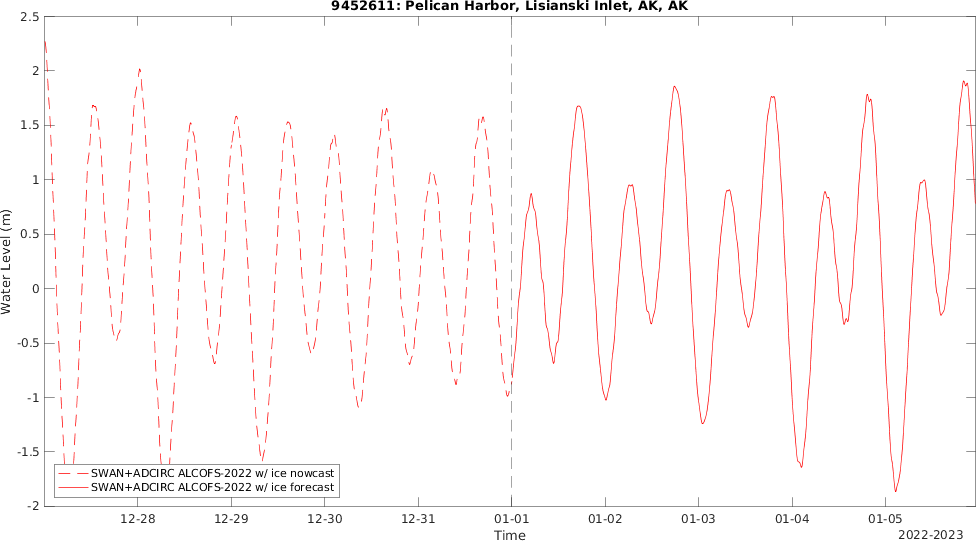 9452611: Pelican Harbor, Lisianski Inlet, AK, AK
2.5
2
1.5
1
0.5
0
-0.5
-1
-1.5
-2
Water Level (m)
SWAN+ADCIRC ALCOFS-2022 w/ ice nowcast
SWAN+ADCIRC ALCOFS-2022 w/ ice forecast
12-28 12-29 12-30 12-31 01-01 01-02 01-03 01-04 01-05
Time
2022-2023